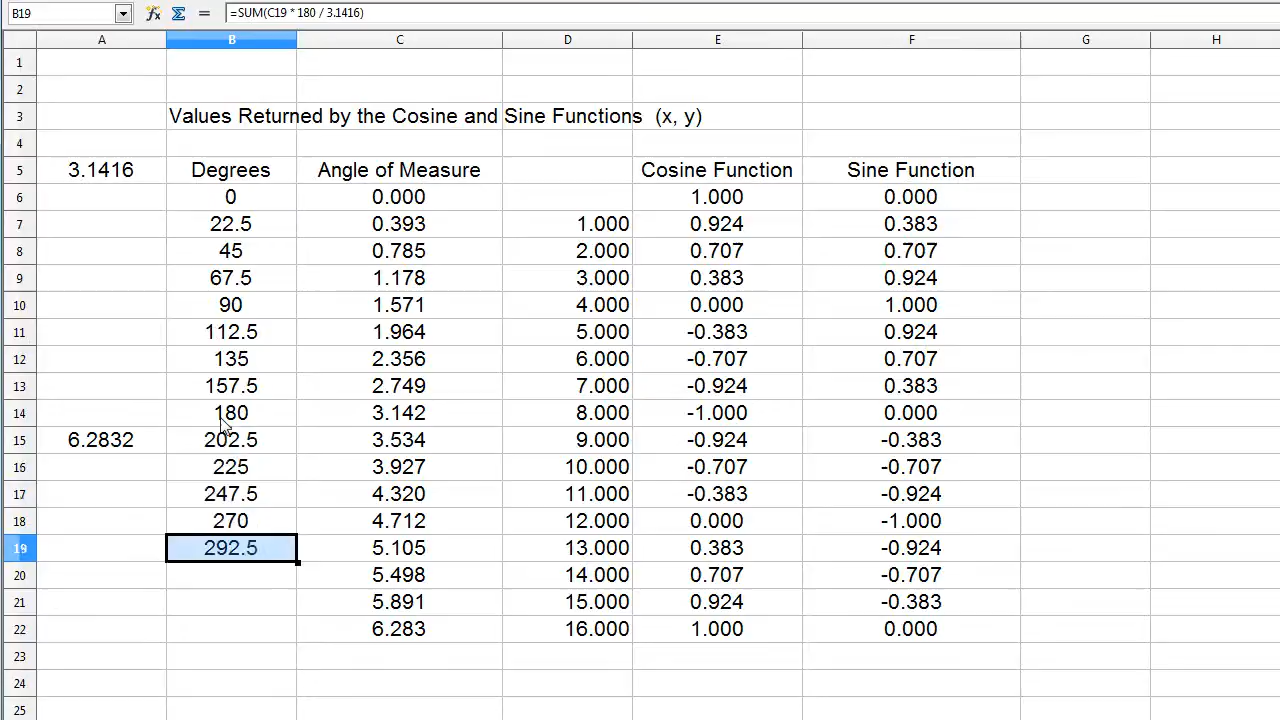 B19 =SUM(C19 * 180 / 3.1416)
A B C D E F G H
1
2
3 Values Returned by the Cosine and Sine Functions (x, y)
4
5 3.1416 Degrees Angle of Measure Cosine Function Sine Function
6 0 0.000 1.000 0.000
7 22.5 0.393 1.000 0.924 0.383
8 45 0.785 2.000 0.707 0.707
9 67.5 1.178 3.000 0.383 0.924
10 90 1.571 4.000 0.000 1.000
11 112.5 1.964 5.000 -0.383 0.924
12 135 2.356 6.000 -0.707 0.707
13 157.5 2.749 7.000 -0.924 0.383
14 180 3.142 8.000 -1.000 0.000
15 6.2832 202.5 3.534 9.000 -0.924 -0.383
16 225 3.927 10.000 -0.707 -0.707
17 247.5 4.320 11.000 -0.383 -0.924
18 270 4.712 12.000 0.000 -1.000
19 292.5 5.105 13.000 0.383 -0.924
20 5.498 14.000 0.707 -0.707
21 5.891 15.000 0.924 -0.383
22 6.283 16.000 1.000 0.000
23
24
25